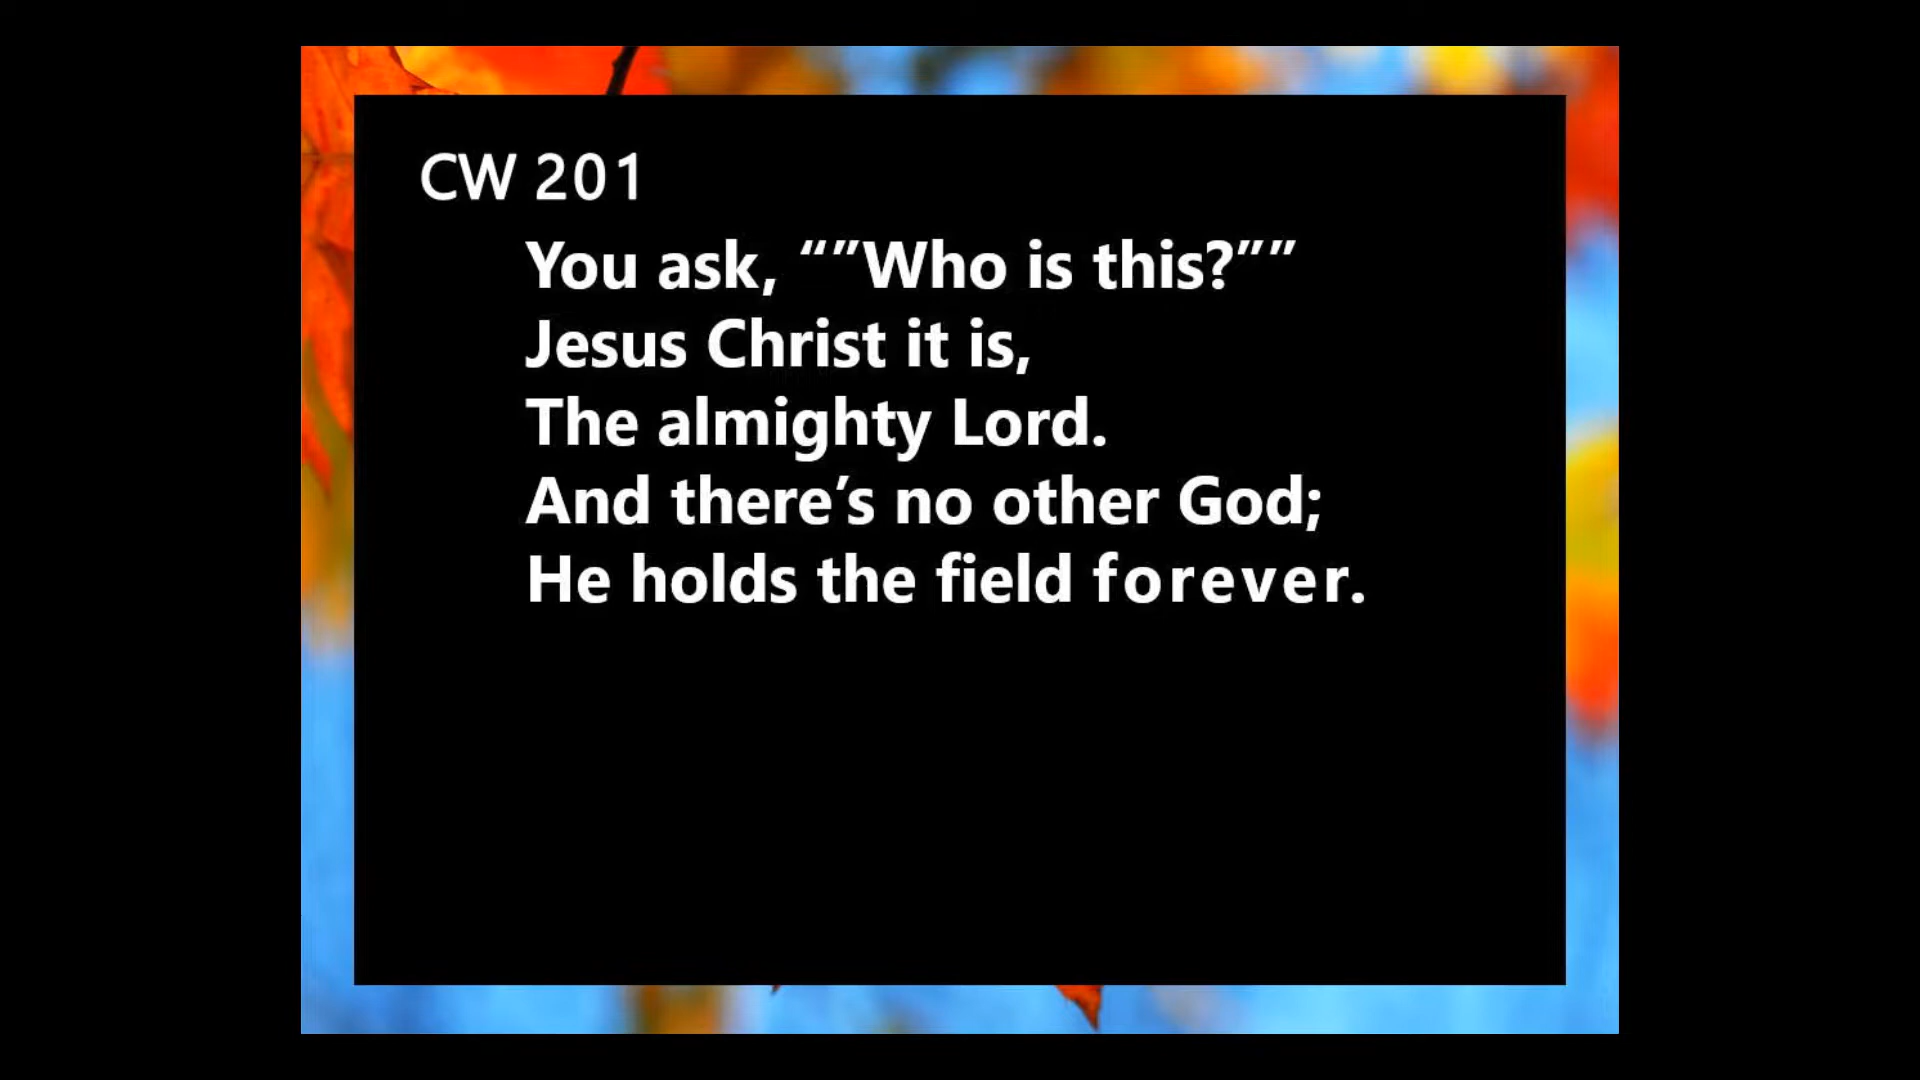 CW 201
You ask, “”Who is this?””
Jesus Christ it is,
The almighty Lord.
And there’s no other God;
He holds the field forever.